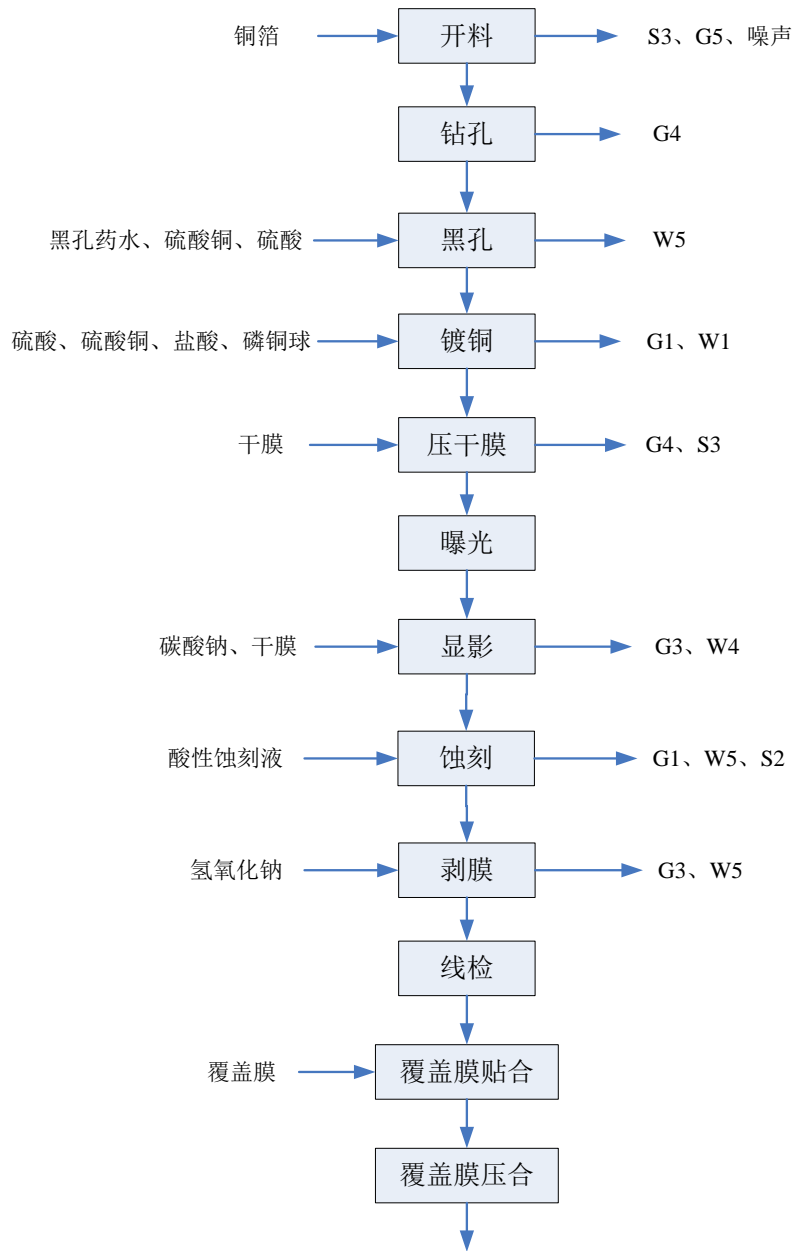 铜箔 开料 S3、G5、噪声
钻孔 G4
黑孔药水、硫酸铜、硫酸 黑孔 W5
硫酸、硫酸铜、盐酸、磷铜球 镀铜 G1、W1
干膜 压干膜 G4、S3
曝光
碳酸钠、干膜 显影 G3、W4
酸性蚀刻液 蚀刻 G1、W5、S2
氢氧化钠 剥膜 G3、W5
线检
覆盖膜 覆盖膜贴合
覆盖膜压合